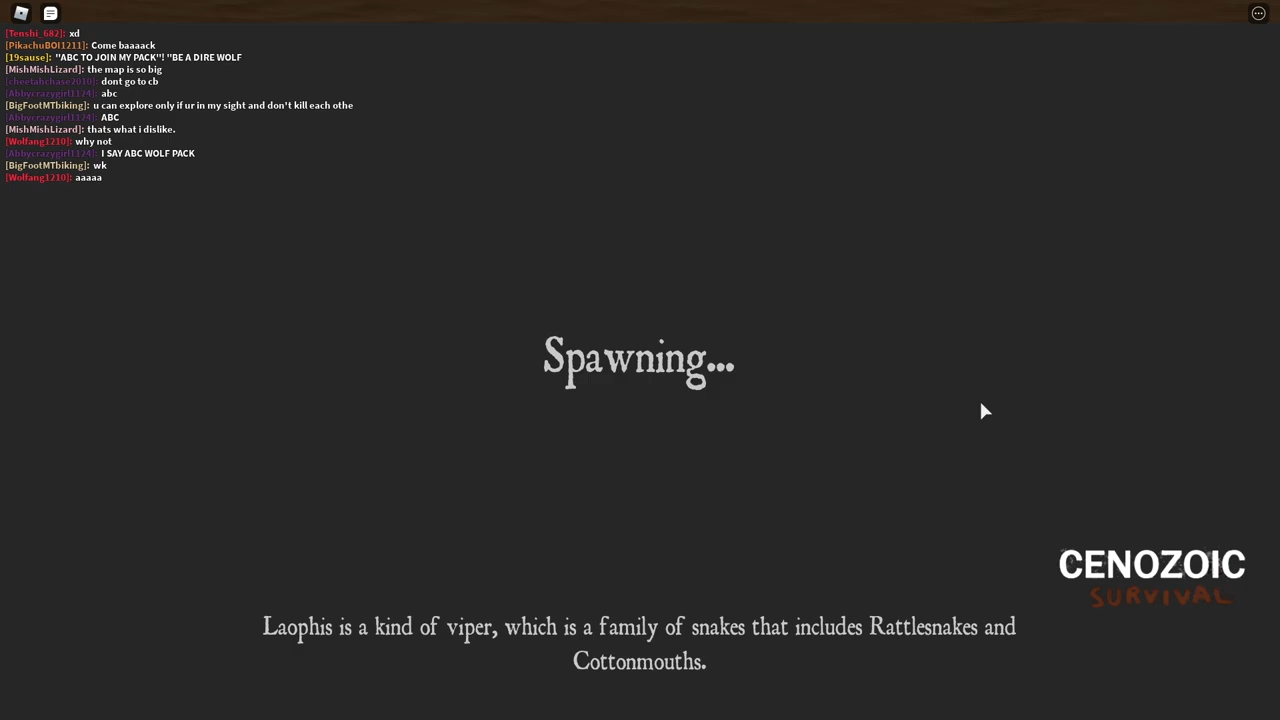 [Tenshi_682]: xd
[PikachuBOI1211]: Come baaaack
[19sause]: "ABC TO JOIN MY PACK"! "BE A DIRE WOLF
[MishMishLizard]: the map is so big
[cheetahchase2010]: dont go to cb
[Abbycrazygirl1124]: abc
[BigFootMTbiking]: u can explore only if ur in my sight and don't kill each othe
[Abbycrazygirl1124]: ABC
[MishMishLizard]: thats what i dislike.
[Wolfang1210]: why not
[Abbycrazygirl1124]: I SAY ABC WOLF PACK
[BigFootMTbiking]: wk
[Wolfang1210]: aaaaa
Spawning...
CENOZOIC
SURVIVAL
Laophis is a kind of viper, which is a family of snakes that includes Rattlesnakes and
Cottonmouths.